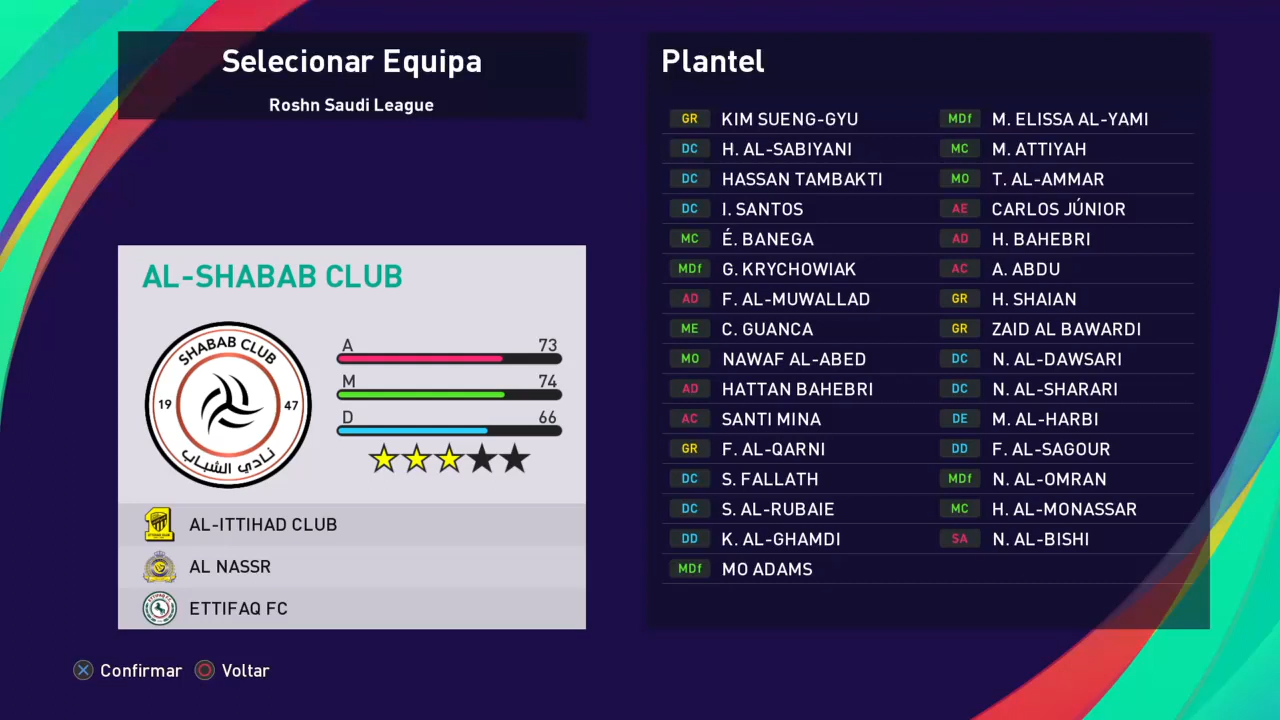 Selecionar Equipa
Roshn Saudi League
AL-SHABAB CLUB
SHABAB CLUB
19 47
نادي الشباب
A 73
M 74
D 66
AL-ITTIHAD CLUB
AL NASSR
ETTIFAQ FC
Plantel
GR KIM SUENG-GYU
DC H. AL-SABIYANI
DC HASSAN TAMBAKTI
DC I. SANTOS
MC É. BANEGA
MDf G. KRYCHOWIAK
AD F. AL-MUWALLAD
ME C. GUANCA
MO NAWAF AL-ABED
AD HATTAN BAHEBRI
AC SANTI MINA
GR F. AL-QARNI
DC S. FALLATH
DC S. AL-RUBAIE
DD K. AL-GHAMDI
MDf MO ADAMS
MDf M. ELISSA AL-YAMI
MC M. ATTIYAH
MO T. AL-AMMAR
AE CARLOS JÚNIOR
AD H. BAHEBRI
AC A. ABDU
GR H. SHAIAN
GR ZAID AL BAWARDI
DC N. AL-DAWSARI
DC N. AL-SHARARI
DE M. AL-HARBI
DD F. AL-SAGOUR
MDf N. AL-OMRAN
MC H. AL-MONASSAR
SA N. AL-BISHI
Confirmar Voltar